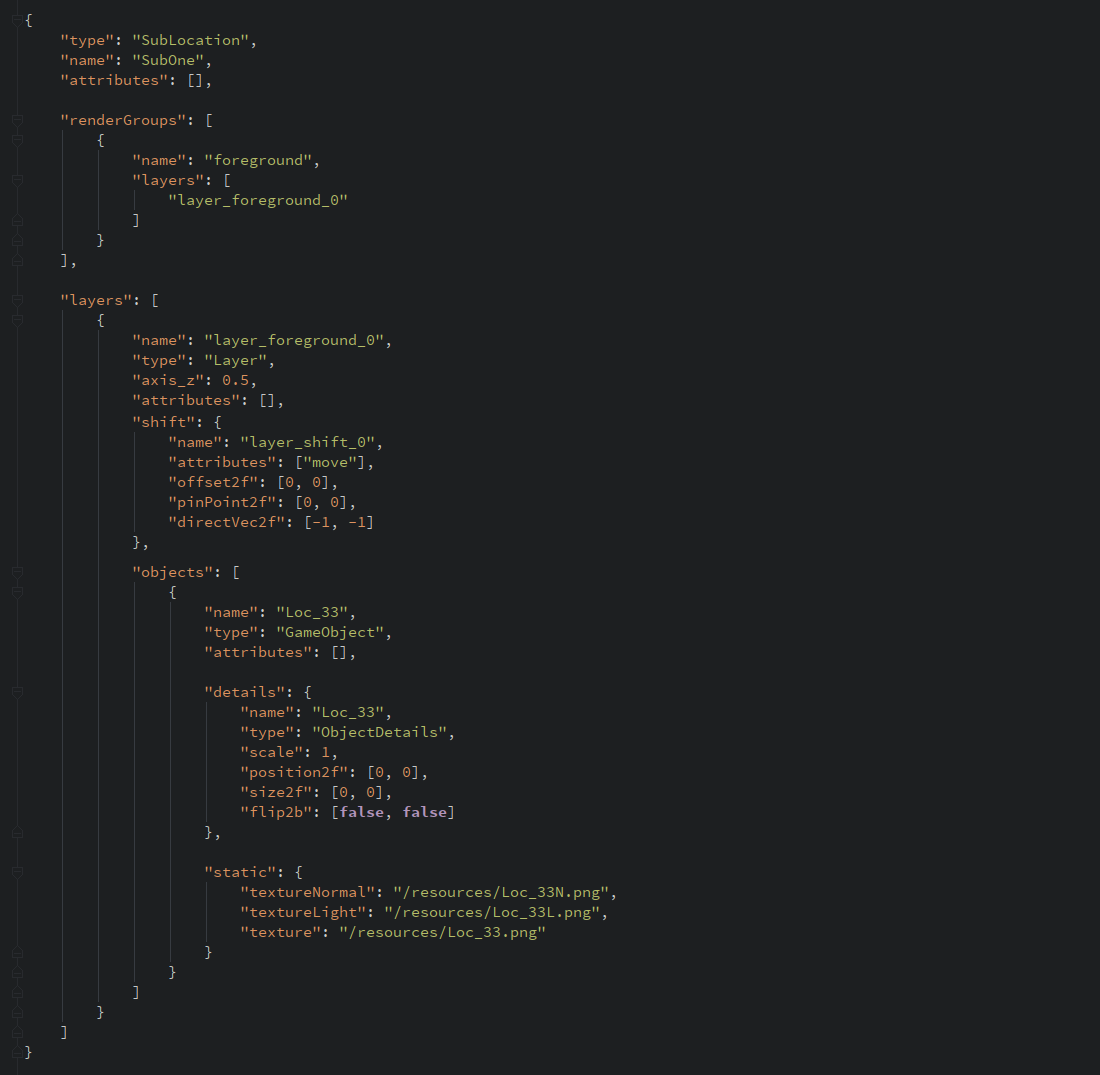 {
    "type": "SubLocation",
    "name": "SubOne",
    "attributes": [],

    "renderGroups": [
        {
            "name": "foreground",
            "layers": [
                "layer_foreground_0"
            ]
        }
    ],

    "layers": [
        {
            "name": "layer_foreground_0",
            "type": "Layer",
            "axis_z": 0.5,
            "attributes": [],
            "shift": {
                "name": "layer_shift_0",
                "attributes": ["move"],
                "offset2f": [0, 0],
                "pinPoint2f": [0, 0],
                "directVec2f": [-1, -1]
            },
            "objects": [
                {
                    "name": "Loc_33",
                    "type": "GameObject",
                    "attributes": [],

                    "details": {
                        "name": "Loc_33",
                        "type": "ObjectDetails",
                        "scale": 1,
                        "position2f": [0, 0],
                        "size2f": [0, 0],
                        "flip2b": [false, false]
                    },

                    "static": {
                        "textureNormal": "/resources/Loc_33N.png",
                        "textureLight": "/resources/Loc_33L.png",
                        "texture": "/resources/Loc_33.png"
                    }
                }
            ]
        }
    ]
}